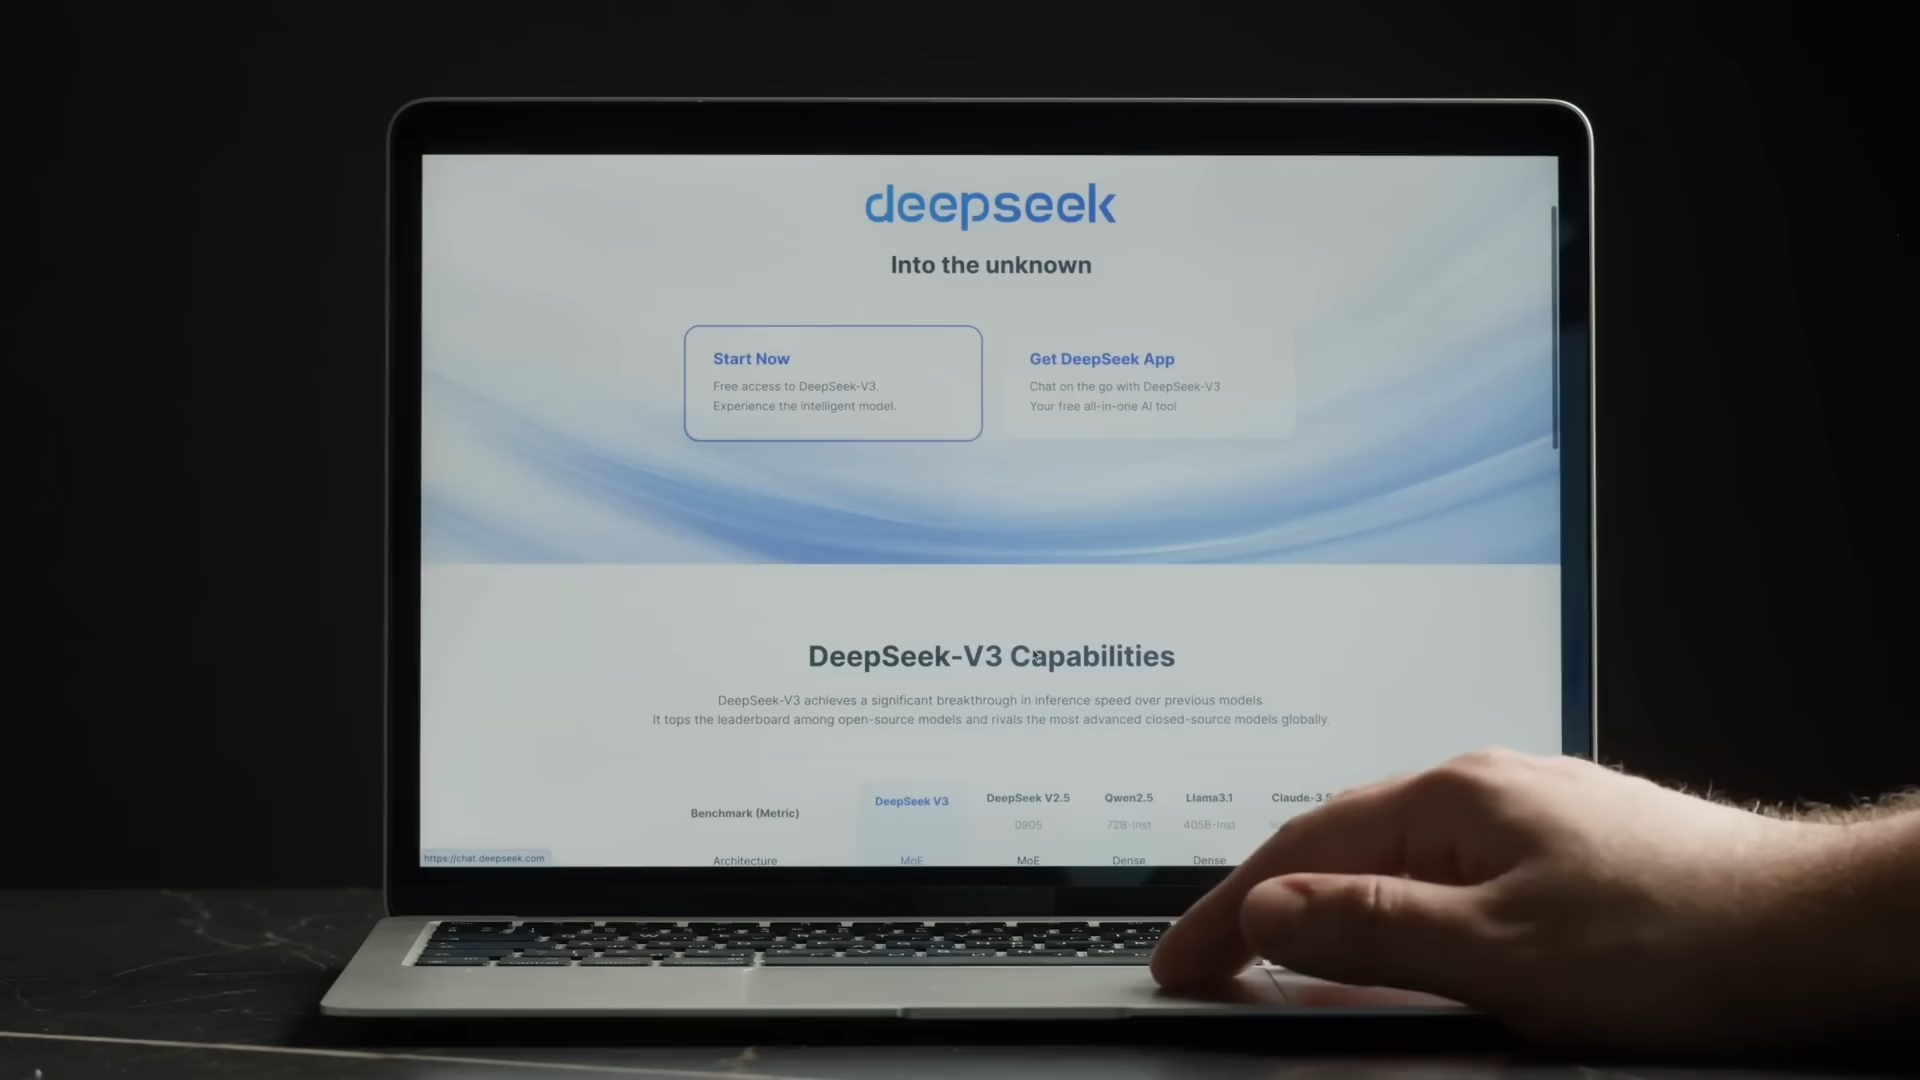 deepseek
Into the unknown
Start Now
Free access to DeepSeek-V3.
Experience the intelligent model.
Get DeepSeek App
Chat on the go with DeepSeek-V3
Your free all-in-one AI tool
DeepSeek-V3 Capabilities
DeepSeek-V3 achieves a significant breakthrough in inference speed over previous models.
It tops the leaderboard among open-source models and rivals the most advanced closed-source models globally.
Benchmark (Metric) DeepSeek V3 DeepSeek V2.5 Qwen2.5 Llama3.1 Claude-3.5
0905 72B-Inst 405B-Inst
Architecture MoE MoE Dense Dense
https://chat.deepseek.com